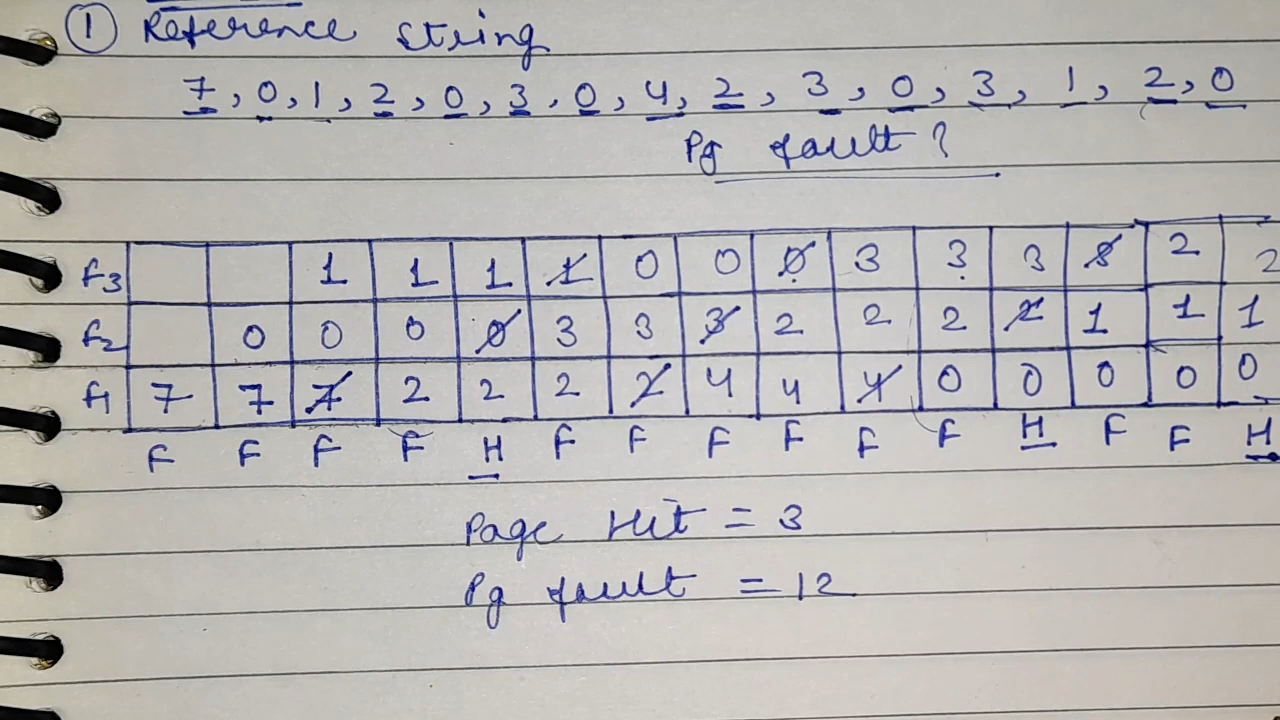 ① Reference string
7, 0, 1, 2, 0, 3, 0, 4, 2, 3, 0, 3, 1, 2, 0
Pg fault?
f3 1 1 1 1 0 0 0 3 3 3 3 2 2
f2 0 0 0 0 3 3 3 2 2 2 2 1 1 1
f1 7 7 7 2 2 2 2 4 4 4 0 0 0 0 0
F F F F H F F F F F F H F F H
Page Hit = 3
Pg fault = 12